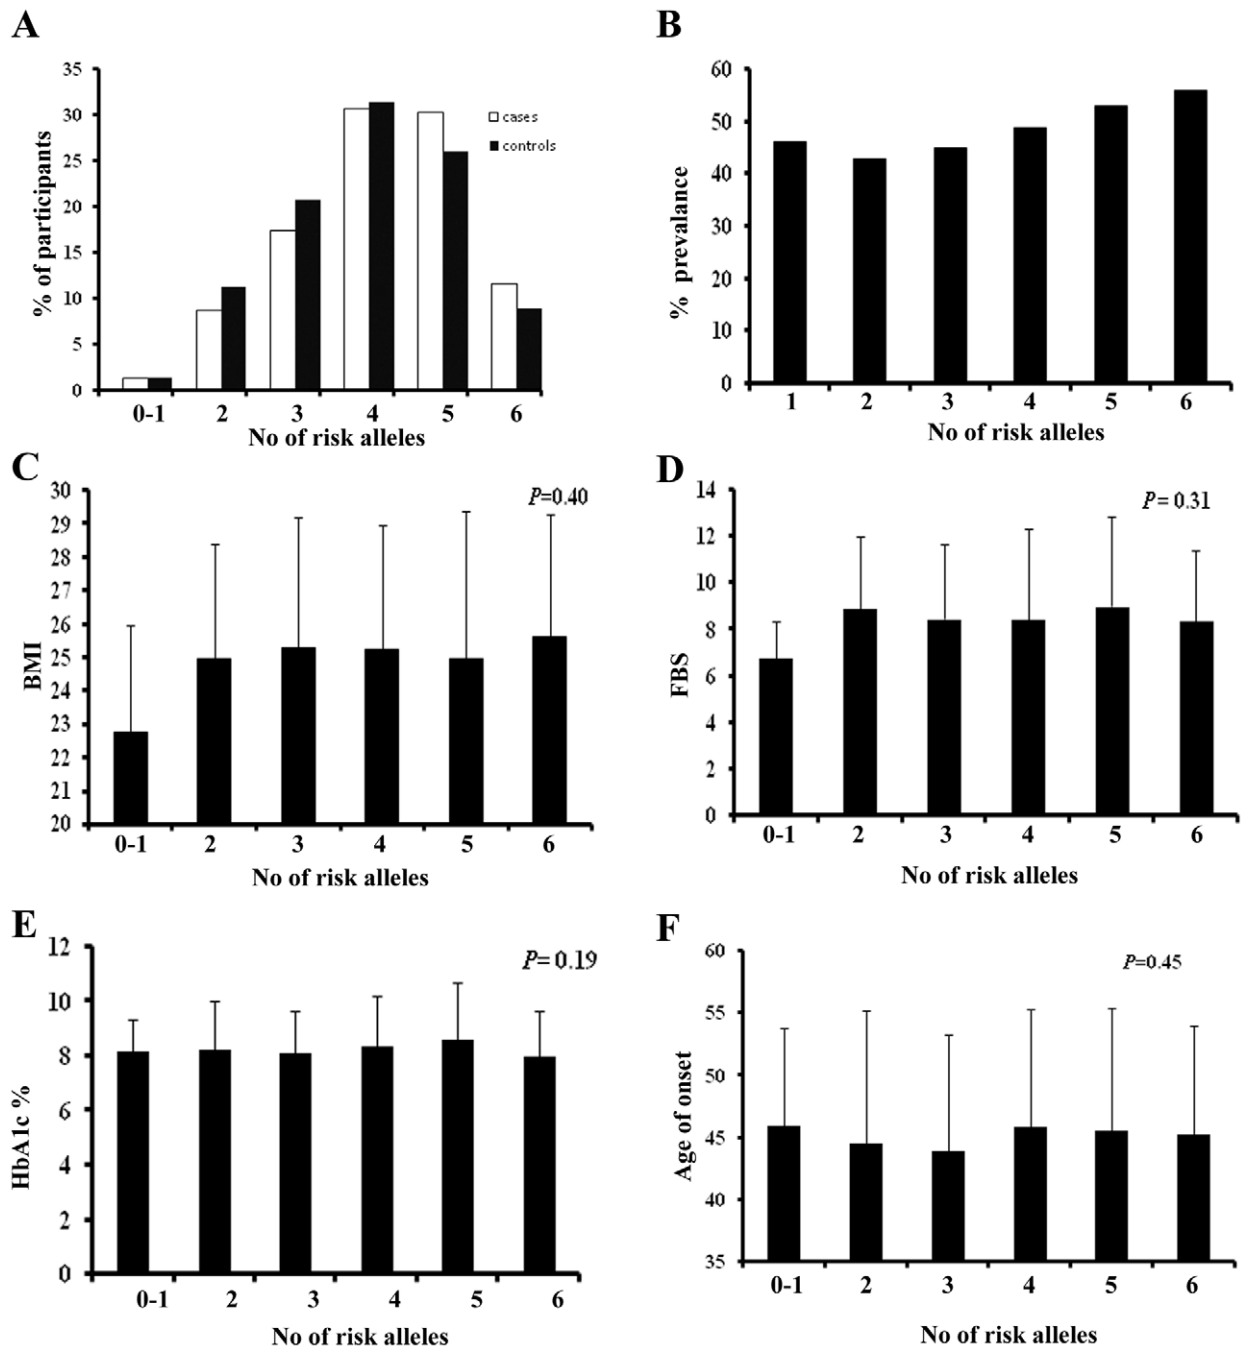 A
35
30
25
20
15
10
5
0
% of participants
cases
controls
0-1 2 3 4 5 6
No of risk alleles
B
60
50
40
30
20
10
0
% prevalance
1 2 3 4 5 6
No of risk alleles
C
30
29
28
27
26
25
24
23
22
21
20
BMI
P=0.40
0-1 2 3 4 5 6
No of risk alleles
D
14
12
10
8
6
4
2
0
FBS
P= 0.31
0-1 2 3 4 5 6
No of risk alleles
E
12
10
8
6
4
2
0
HbA1c %
P= 0.19
0-1 2 3 4 5 6
No of risk alleles
F
60
55
50
45
40
35
Age of onset
P=0.45
0-1 2 3 4 5 6
No of risk alleles